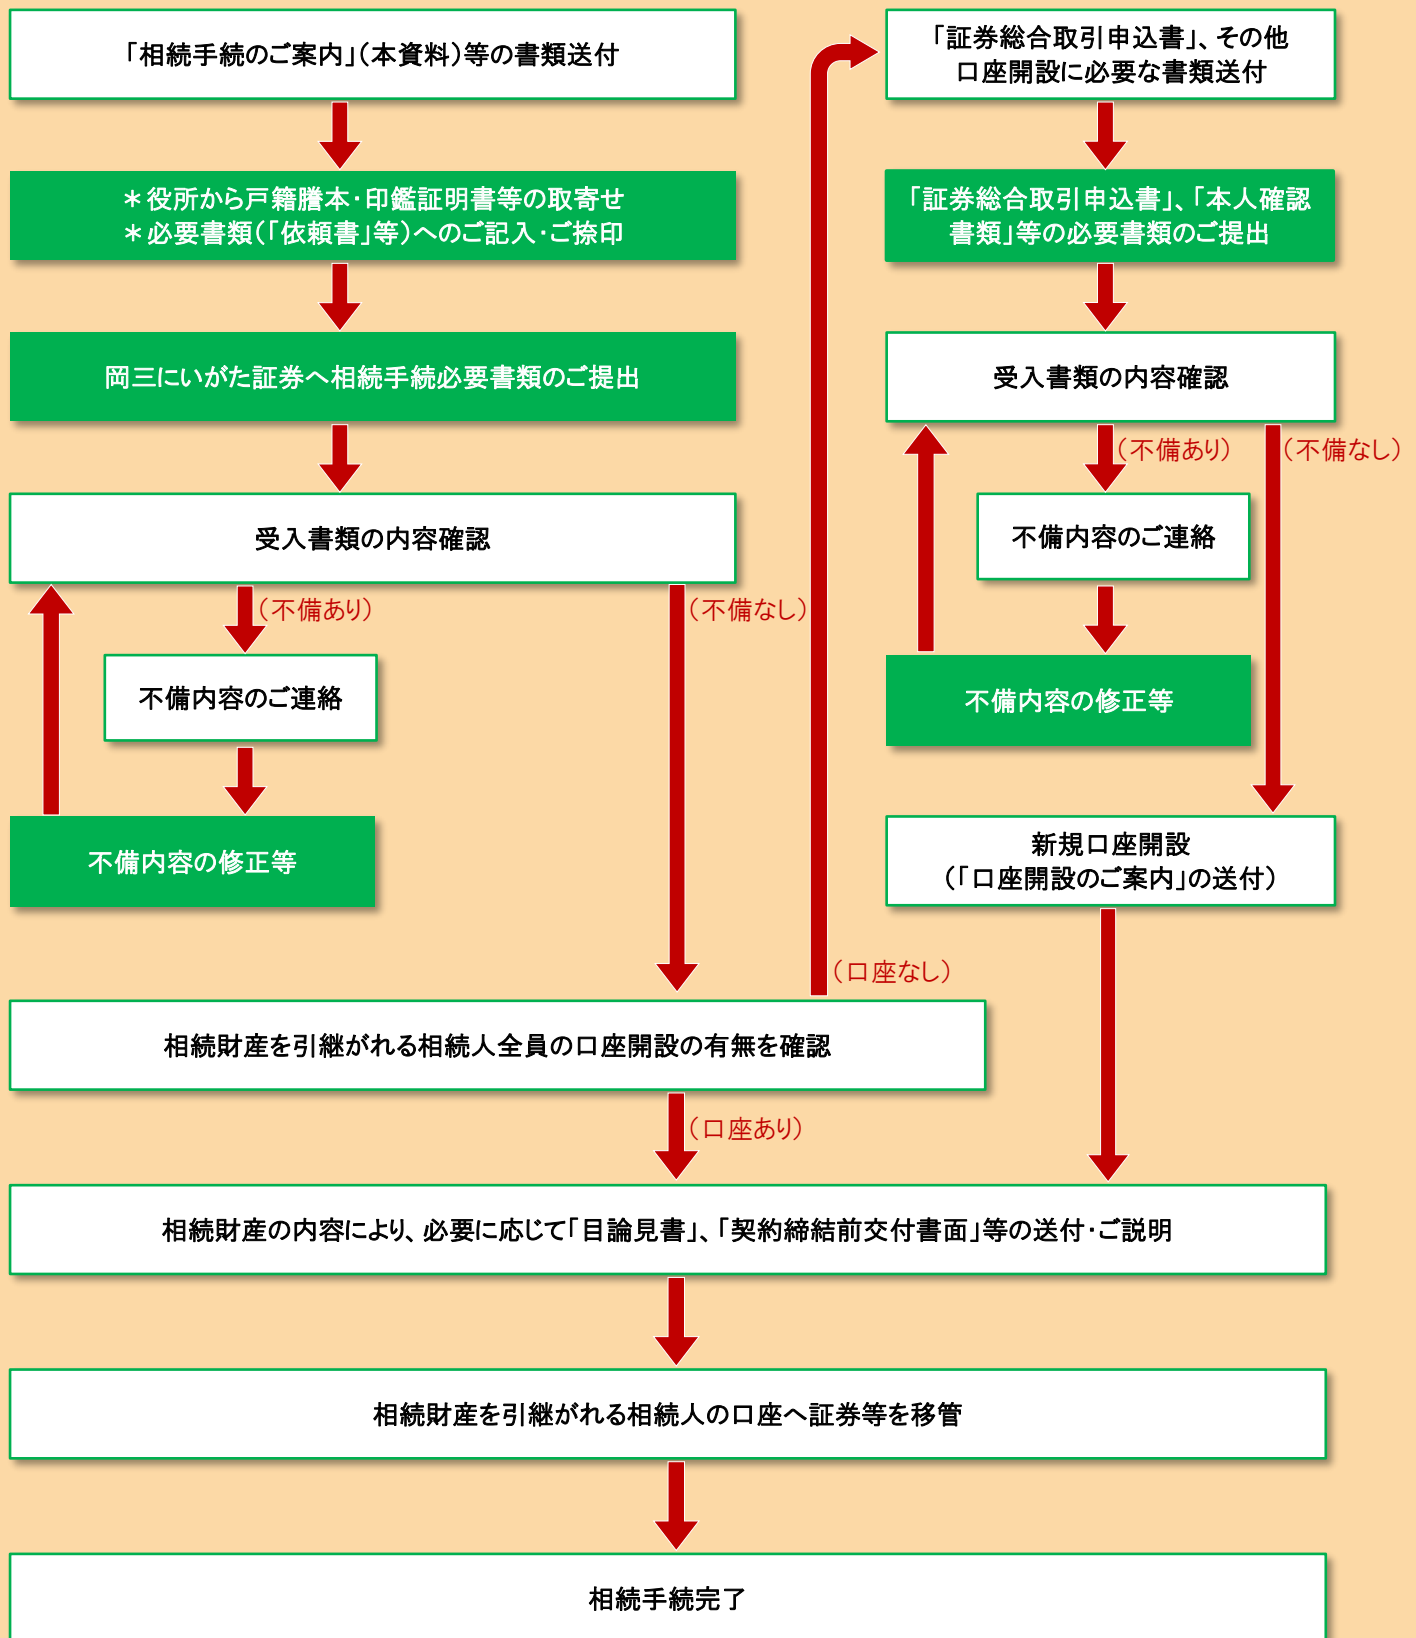 「相続手続のご案内」（本資料）等の書類送付
＊役所から戸籍謄本・印鑑証明書等の取寄せ
＊必要書類（「依頼書」等）へのご記入・ご捺印
岡三にいがた証券へ相続手続必要書類のご提出
受入書類の内容確認
（不備あり）
（不備なし）
不備内容のご連絡
不備内容の修正等
相続財産を引継がれる相続人全員の口座開設の有無を確認
（口座なし）
（口座あり）
「証券総合取引申込書」、その他
口座開設に必要な書類送付
「証券総合取引申込書」、「本人確認
書類」等の必要書類のご提出
受入書類の内容確認
（不備あり）
（不備なし）
不備内容のご連絡
不備内容の修正等
新規口座開設
（「口座開設のご案内」の送付）
相続財産の内容により、必要に応じて「目論見書」、「契約締結前交付書面」等の送付・ご説明
相続財産を引継がれる相続人の口座へ証券等を移管
相続手続完了